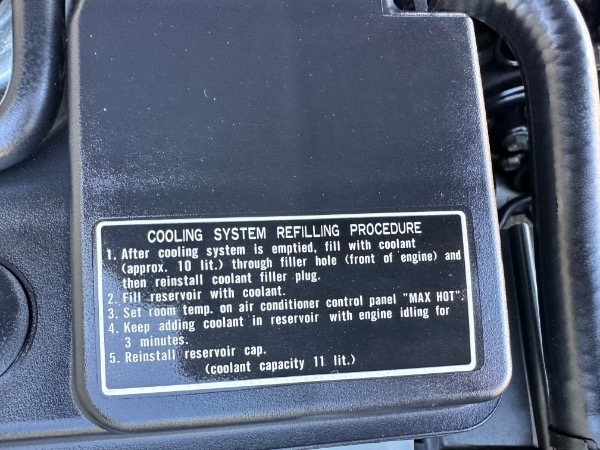 COOLING SYSTEM REFILLING PROCEDURE
1. After cooling system is emptied, fill with coolant
(approx. 10 lit.) through filler hole (front of engine) and
then reinstall coolant filler plug.
2. Fill reservoir with coolant.
3. Set room temp. on air conditioner control panel "MAX HOT".
4. Keep adding coolant in reservoir with engine idling for
3 minutes.
5. Reinstall reservoir cap.
(coolant capacity 11 lit.)